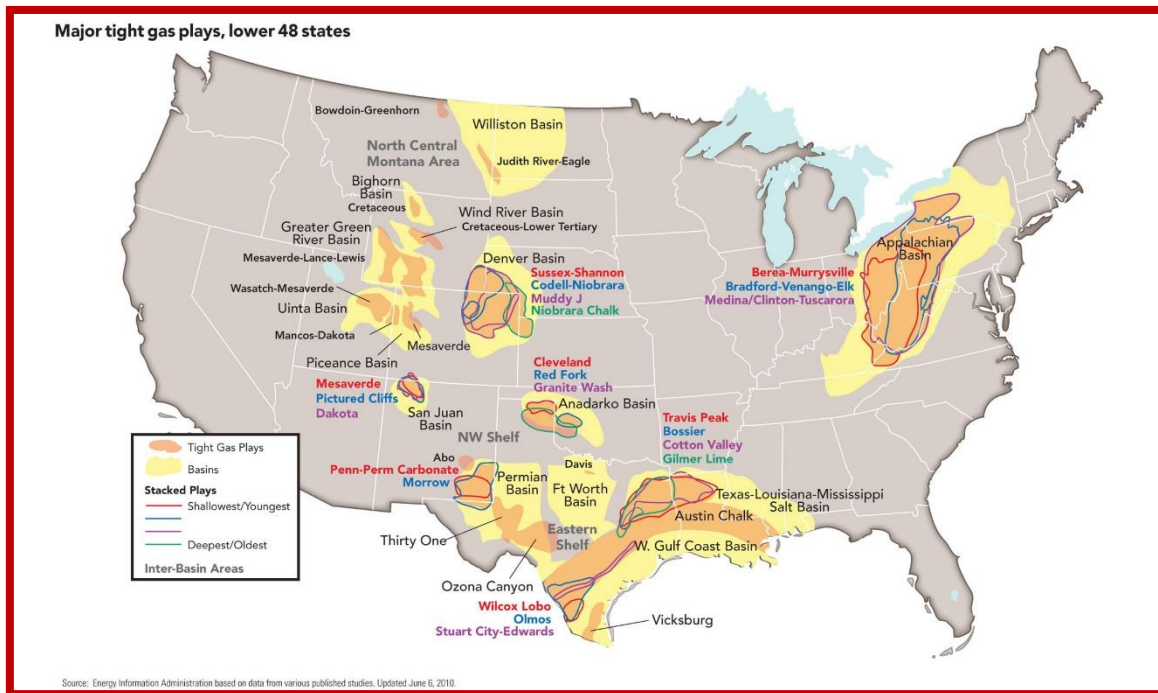 Major tight gas plays, lower 48 states
Bowdoin-Greenhorn
Williston Basin
North Central
Montana Area
Judith River-Eagle
Bighorn
Basin
Cretaceous
Wind River Basin
Cretaceous-Lower Tertiary
Greater Green
River Basin
Mesaverde-Lance-Lewis
Denver Basin
Sussex-Shannon
Codell-Niobrara
Muddy J
Niobrara Chalk
Appalachian
Basin
Berea-Murrysville
Bradford-Venango-Elk
Medina/Clinton-Tuscarora
Wasatch-Mesaverde
Uinta Basin
Mancos-Dakota
Mesaverde
Piceance Basin
Mesaverde
Pictured Cliffs
Dakota
San Juan
Basin
Cleveland
Red Fork
Granite Wash
Anadarko Basin
NW Shelf
Travis Peak
Bossier
Cotton Valley
Gilmer Lime
Abo
Penn-Perm Carbonate
Morrow
Permian
Basin
Davis
Ft Worth
Basin
Texas-Louisiana-Mississippi
Salt Basin
Austin Chalk
Thirty One
Eastern
Shelf
W. Gulf Coast Basin
Ozona Canyon
Wilcox Lobo
Olmos
Stuart City-Edwards
Vicksburg
Tight Gas Plays
Basins
Stacked Plays
Shallowest/Youngest
Deepest/Oldest
Inter-Basin Areas
Source: Energy Information Administration based on data from various published studies. Updated June 6, 2010.